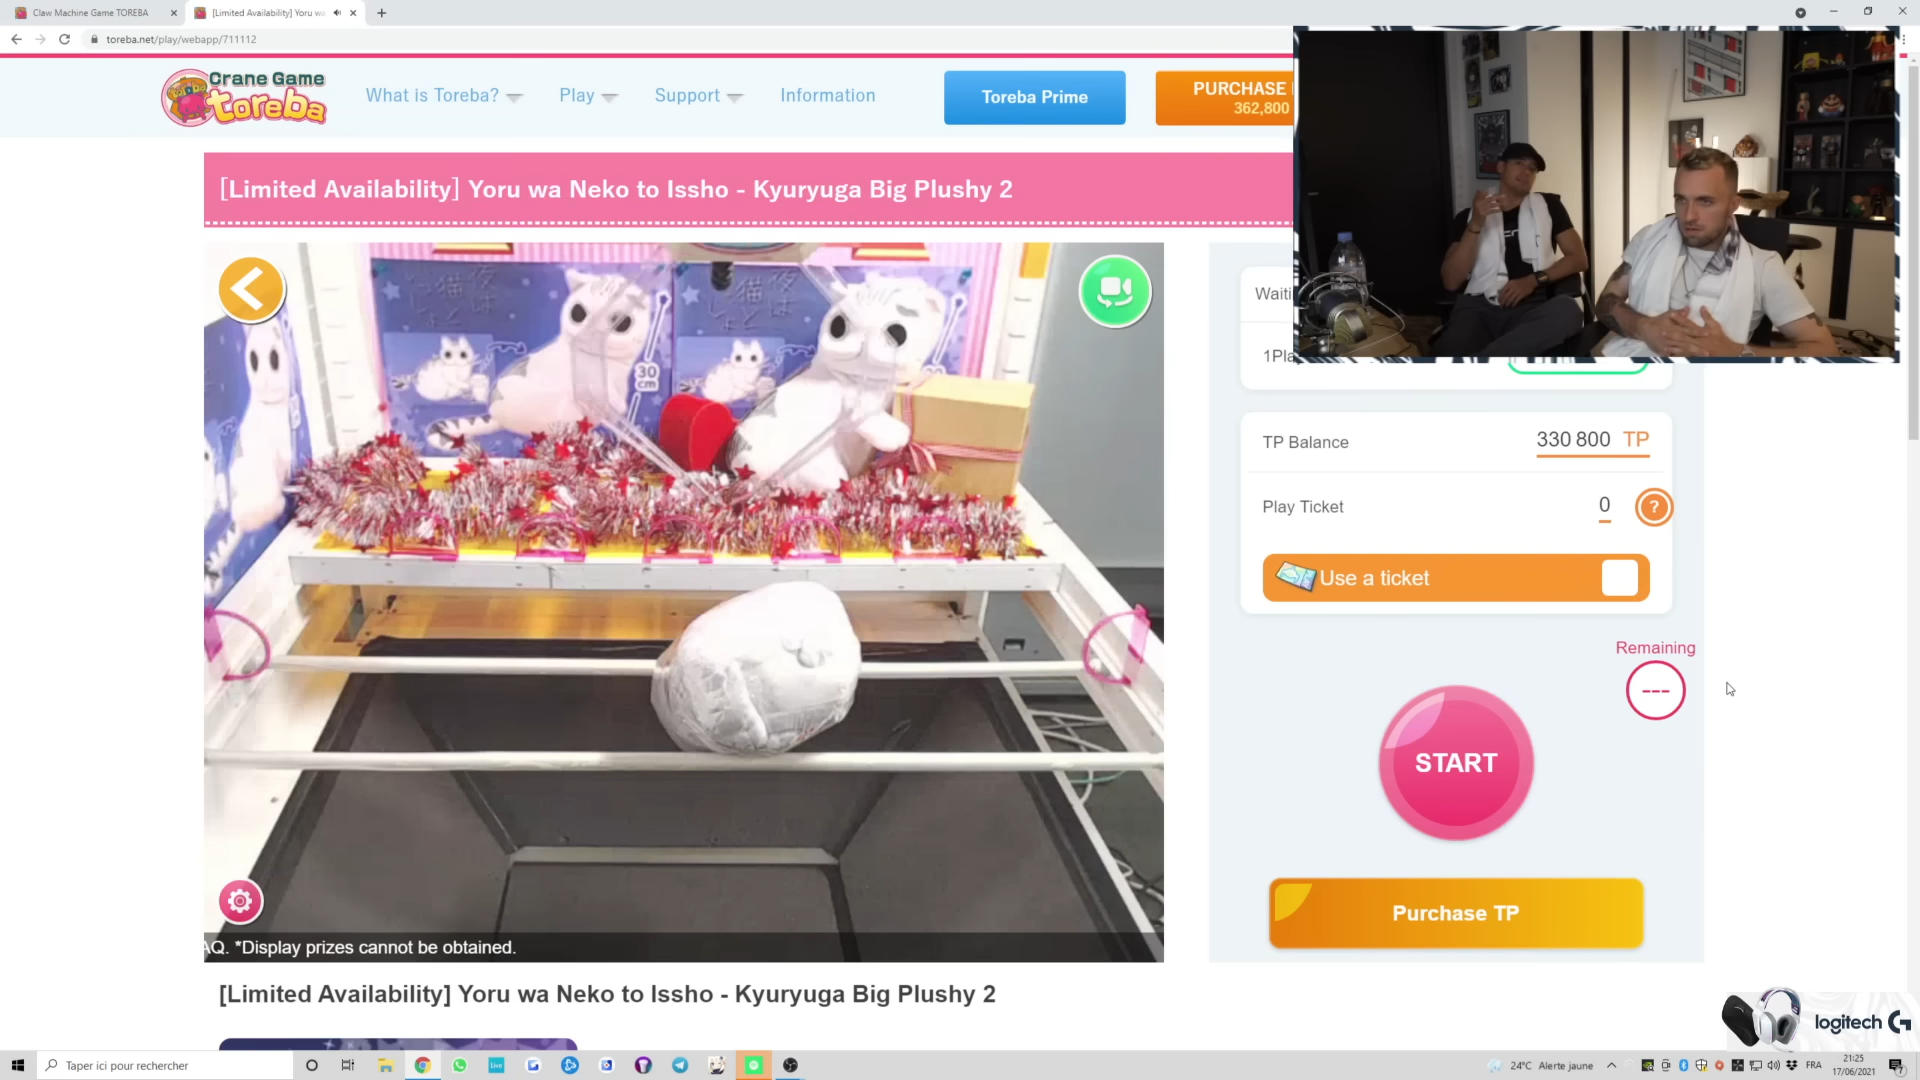 Claw Machine Game TOREBA
[Limited Availability] Yoru wa
toreba.net/play/webapp/711112
Crane Game
toreba
What is Toreba?
Play
Support
Information
Toreba Prime
PURCHASE
362,800
[Limited Availability] Yoru wa Neko to Issho - Kyuryuga Big Plushy 2
30
cm
Waiti
1Pla
TP Balance
330 800 TP
Play Ticket
0
?
Use a ticket
Remaining
---
START
Purchase TP
AQ. *Display prizes cannot be obtained.
[Limited Availability] Yoru wa Neko to Issho - Kyuryuga Big Plushy 2
logitech G
Taper ici pour rechercher
24°C Alerte jaune
FRA
21:25
17/06/2021